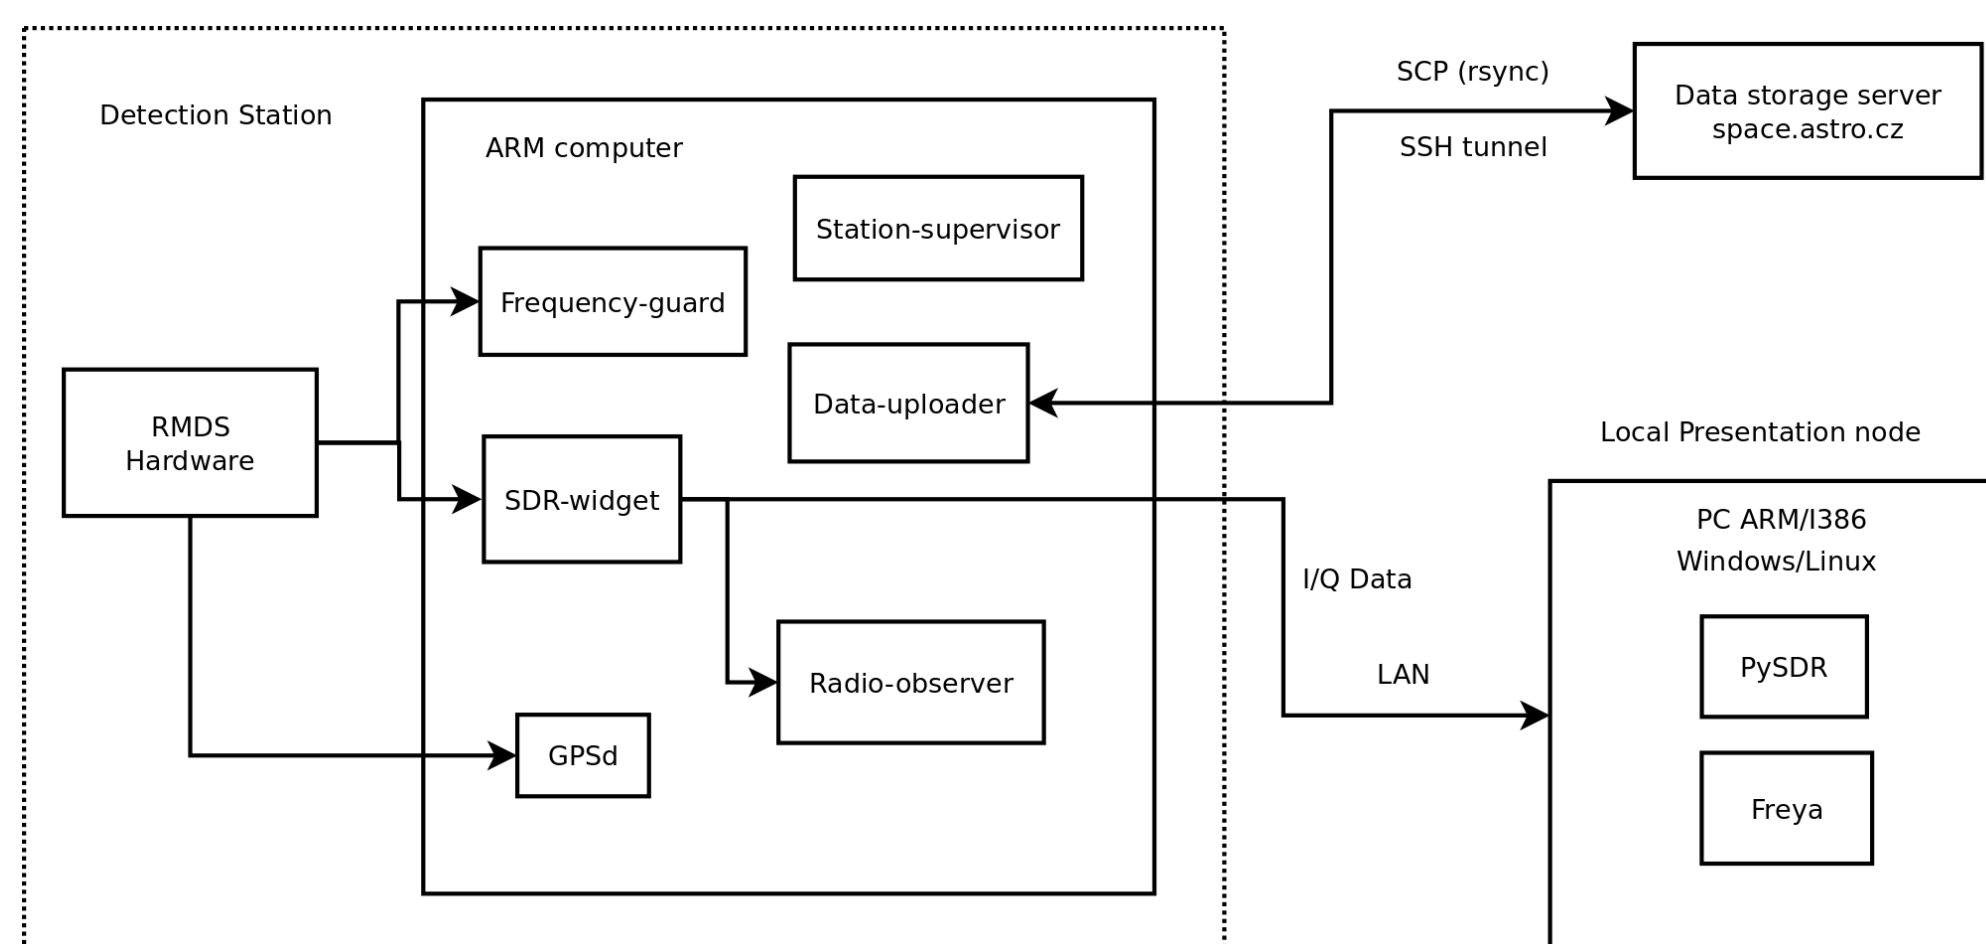 Detection Station
ARM computer
Station-supervisor
Frequency-guard
RMDS
Hardware
Data-uploader
SDR-widget
Radio-observer
GPSd
SCP (rsync)
SSH tunnel
Data storage server
space.astro.cz
I/Q Data
LAN
Local Presentation node
PC ARM/I386
Windows/Linux
PySDR
Freya